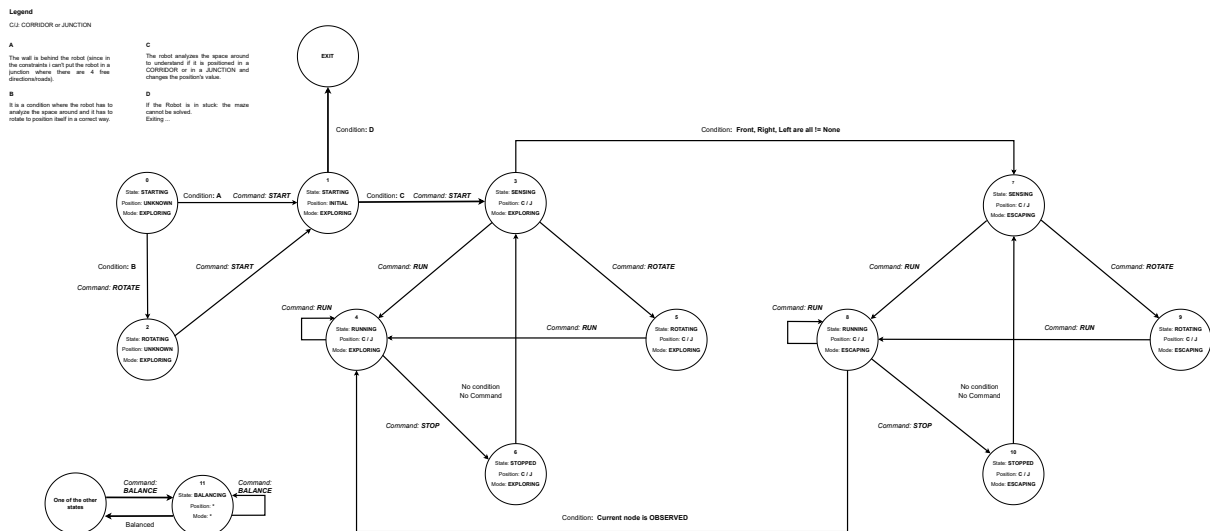 Legend
C/J: CORRIDOR or JUNCTION
A
The wall is behind the robot (since in
the constraints i can't put the robot in a
junction where there are 4 free
directions/roads).
B
It is a condition where the robot has to
analyze the space around and it has to
rotate to position itself in a correct way.
C
The robot analyzes the space around
to understand if it is positioned in a
CORRIDOR or in a JUNCTION and
changes the position's value.
D
If the Robot is in stuck: the maze
cannot be solved.
Exiting ...
EXIT
Condition: D
Condition: Front, Right, Left are all != None
0
State: STARTING
Position: UNKNOWN
Mode: EXPLORING
Condition: A
Command: START
1
State: STARTING
Position: INITIAL
Mode: EXPLORING
Condition: C
Command: START
3
State: SENSING
Position: C / J
Mode: EXPLORING
7
State: SENSING
Position: C / J
Mode: ESCAPING
Condition: B
Command: ROTATE
Command: START
Command: RUN
Command: ROTATE
Command: RUN
Command: ROTATE
2
State: ROTATING
Position: UNKNOWN
Mode: EXPLORING
Command: RUN
4
State: RUNNING
Position: C / J
Mode: EXPLORING
Command: RUN
5
State: ROTATING
Position: C / J
Mode: EXPLORING
Command: RUN
8
State: RUNNING
Position: C / J
Mode: ESCAPING
Command: RUN
9
State: ROTATING
Position: C / J
Mode: ESCAPING
No condition
No Command
Command: STOP
No condition
No Command
Command: STOP
6
State: STOPPED
Position: C / J
Mode: EXPLORING
10
State: STOPPED
Position: C / J
Mode: ESCAPING
One of the other
states
Command:
BALANCE
11
State: BALANCING
Position: *
Mode: *
Command:
BALANCE
Balanced
Condition: Current node is OBSERVED